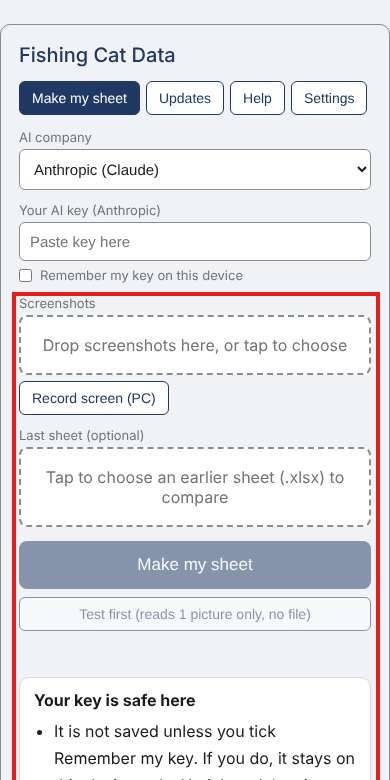 Fishing Cat Data
Make my sheet
Updates
Help
Settings
AI company
Anthropic (Claude)
Your AI key (Anthropic)
Paste key here
Remember my key on this device
Screenshots
Drop screenshots here, or tap to choose
Record screen (PC)
Last sheet (optional)
Tap to choose an earlier sheet (.xlsx) to
compare
Make my sheet
Test first (reads 1 picture only, no file)
Your key is safe here
• It is not saved unless you tick
Remember my key. If you do, it stays on